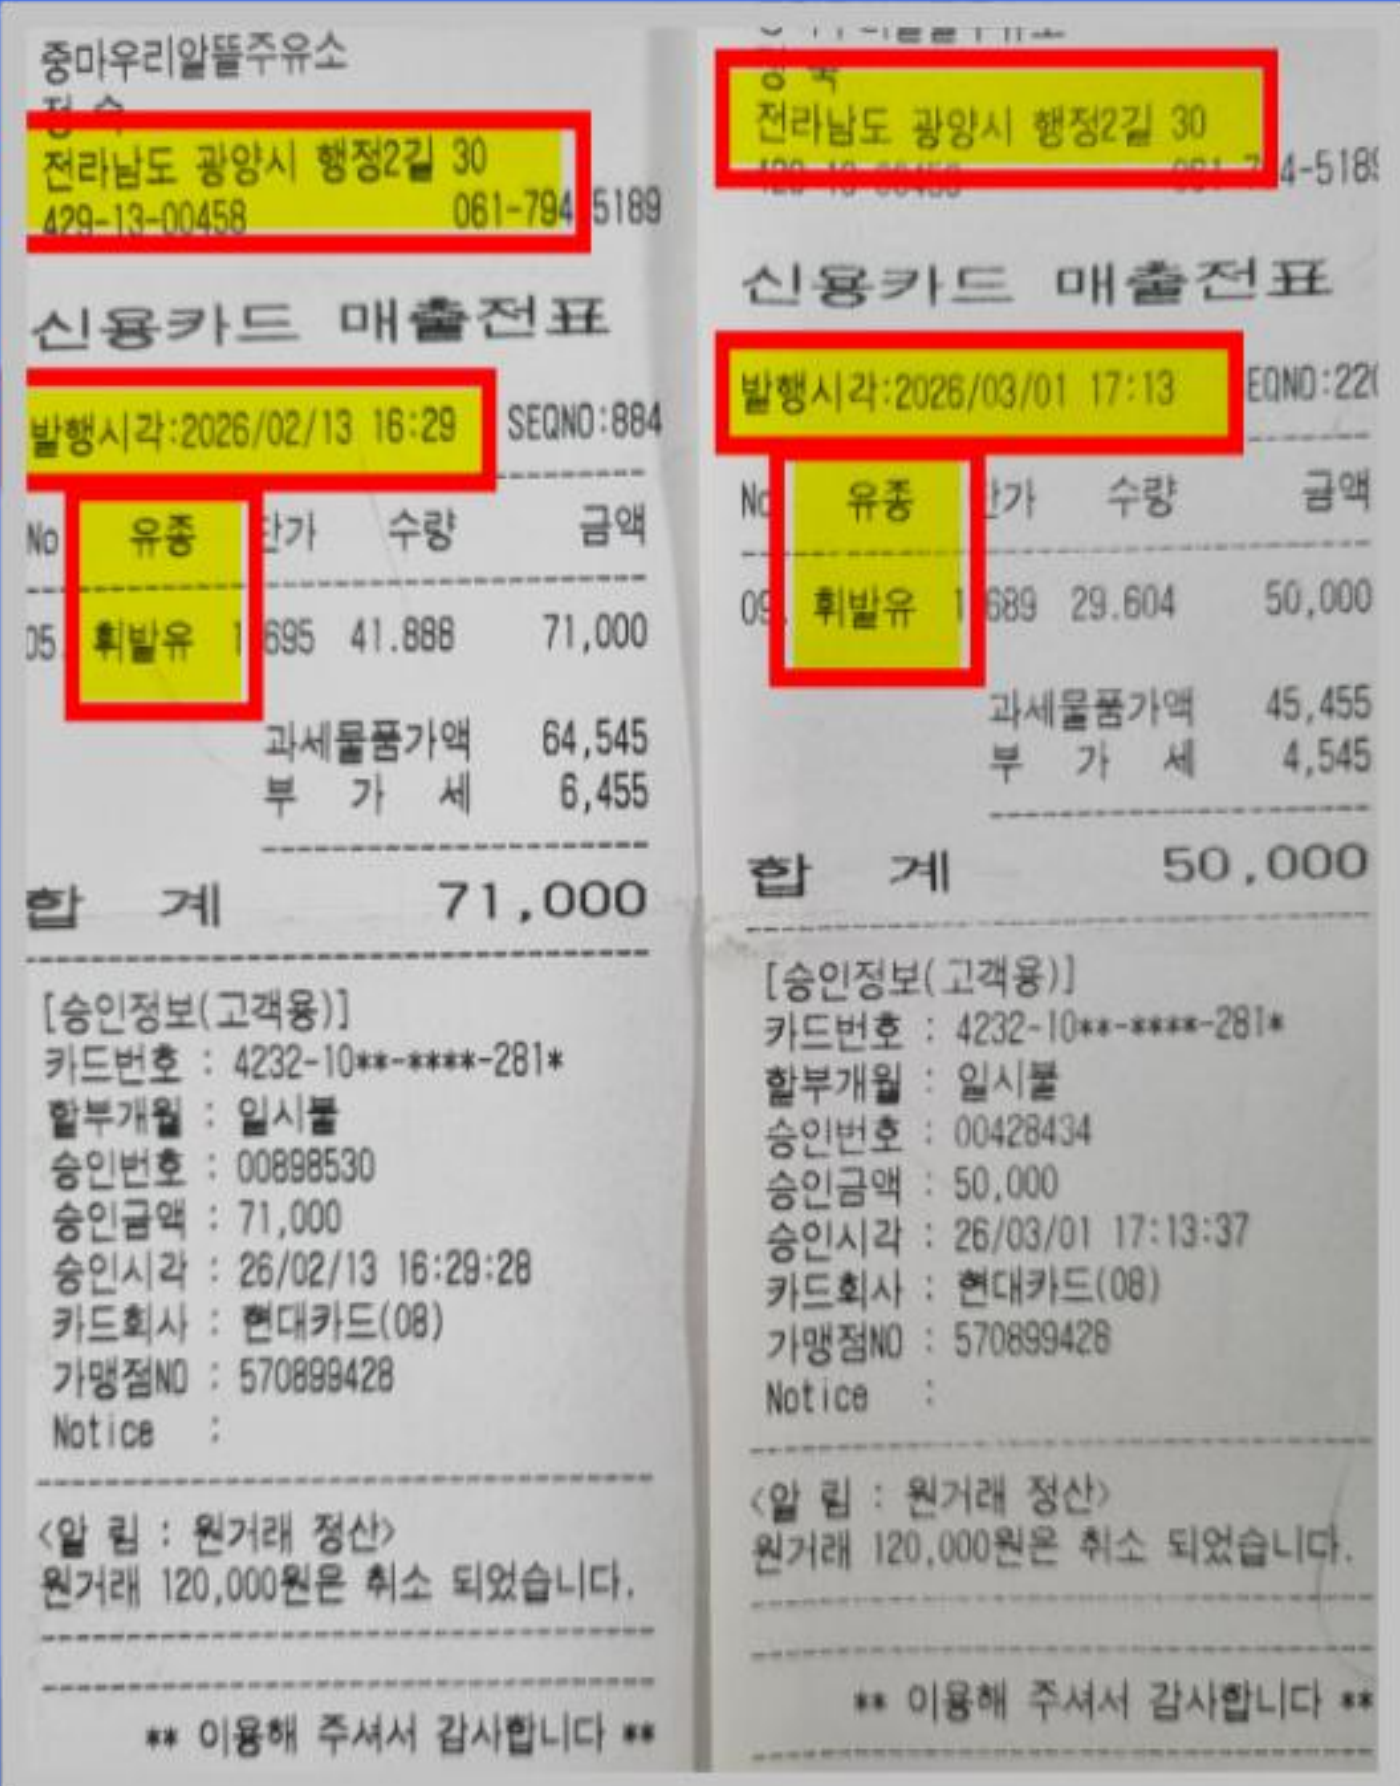 중마우리알뜰주유소
전라남도 광양시 행정2길 30
429-13-00458 061-794 5189
신용카드 매출전표
발행시각:2026/02/13 16:29 SEQNO:884
No 유종 단가 수량 금액
05. 휘발유 1,695 41.888 71,000
과세물품가액 64,545
부 가 세 6,455
합 계 71,000
[승인정보(고객용)]
카드번호 : 4232-10**-****-281*
할부개월 : 일시불
승인번호 : 00898530
승인금액 : 71,000
승인시각 : 26/02/13 16:29:28
카드회사 : 현대카드(08)
가맹점NO : 570899428
Notice :
<알 림 : 원거래 정산>
원거래 120,000원은 취소 되었습니다.
** 이용해 주셔서 감사합니다 **
전라남도 광양시 행정2길 30
4-5189
신용카드 매출전표
발행시각:2026/03/01 17:13 EQNO:220
No 유종 단가 수량 금액
09. 휘발유 1,689 29.604 50,000
과세물품가액 45,455
부 가 세 4,545
합 계 50,000
[승인정보(고객용)]
카드번호 : 4232-10**-****-281*
할부개월 : 일시불
승인번호 : 00428434
승인금액 : 50,000
승인시각 : 26/03/01 17:13:37
카드회사 : 현대카드(08)
가맹점NO : 570899428
Notice :
<알 림 : 원거래 정산>
원거래 120,000원은 취소 되었습니다.
** 이용해 주셔서 감사합니다 **